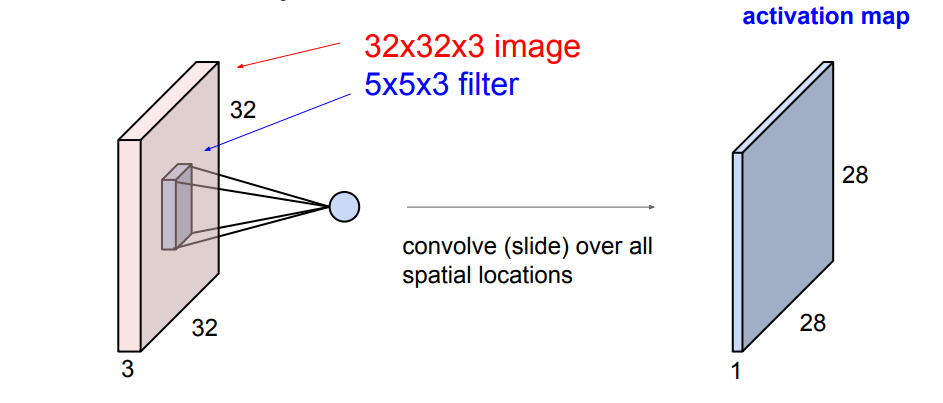 activation map
32x32x3 image
5x5x3 filter
32
28
convolve (slide) over all
spatial locations
32
28
3
1